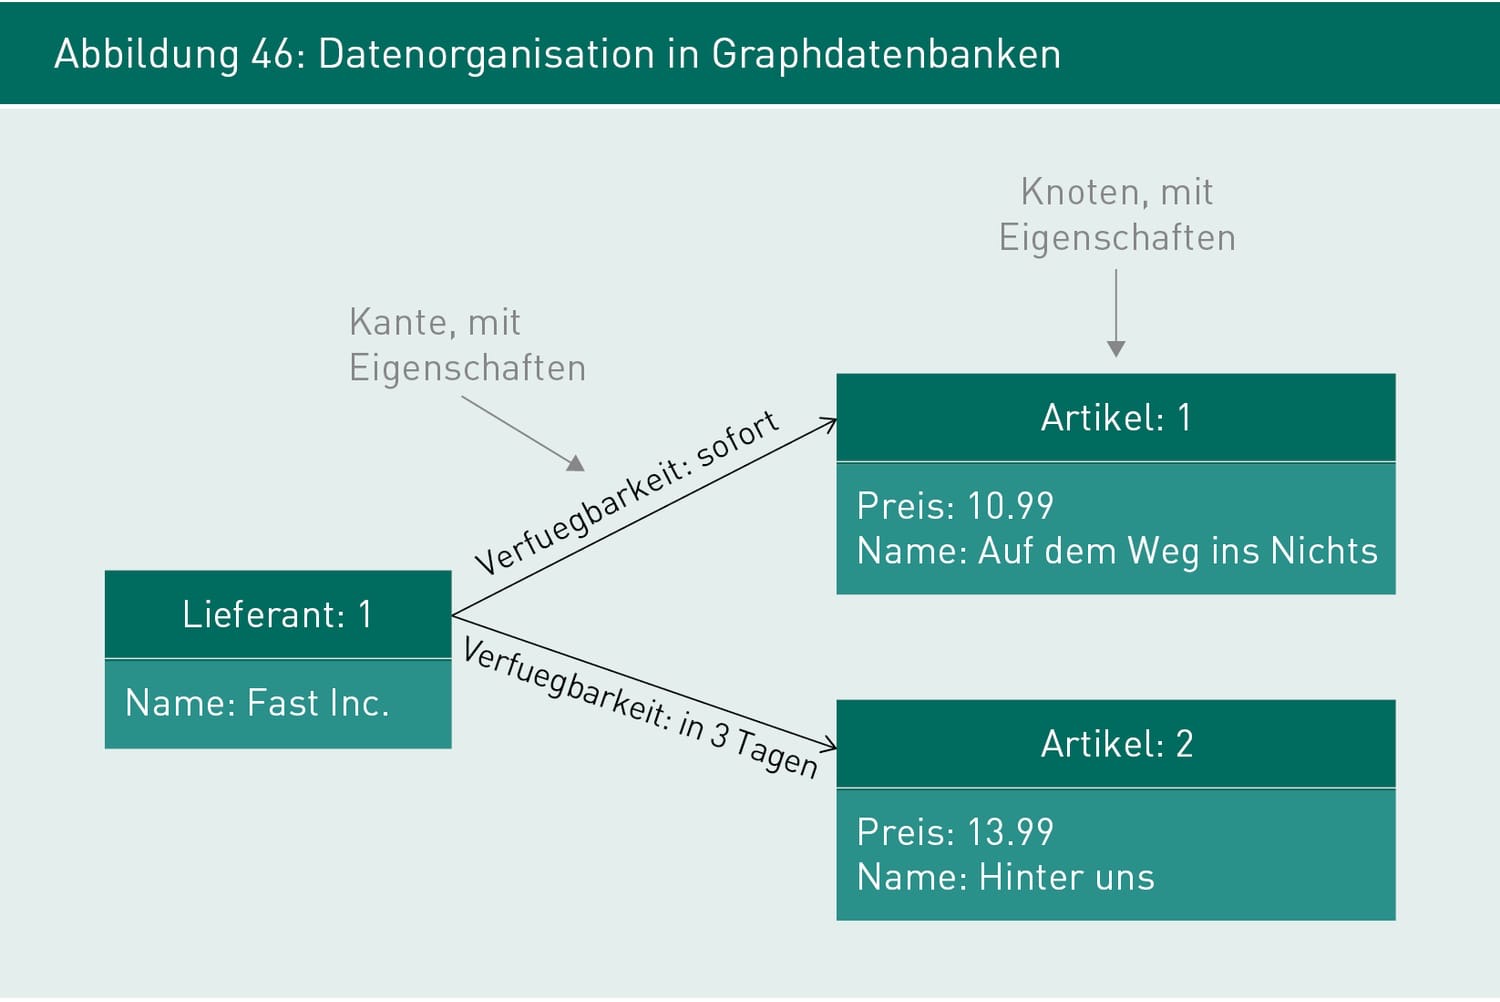 Abbildung 46: Datenorganisation in Graphdatenbanken
Knoten, mit
Eigenschaften
Kante, mit
Eigenschaften
Verfuegbarkeit: sofort
Artikel: 1
Preis: 10.99
Name: Auf dem Weg ins Nichts
Lieferant: 1
Name: Fast Inc.
Verfuegbarkeit: in 3 Tagen
Artikel: 2
Preis: 13.99
Name: Hinter uns